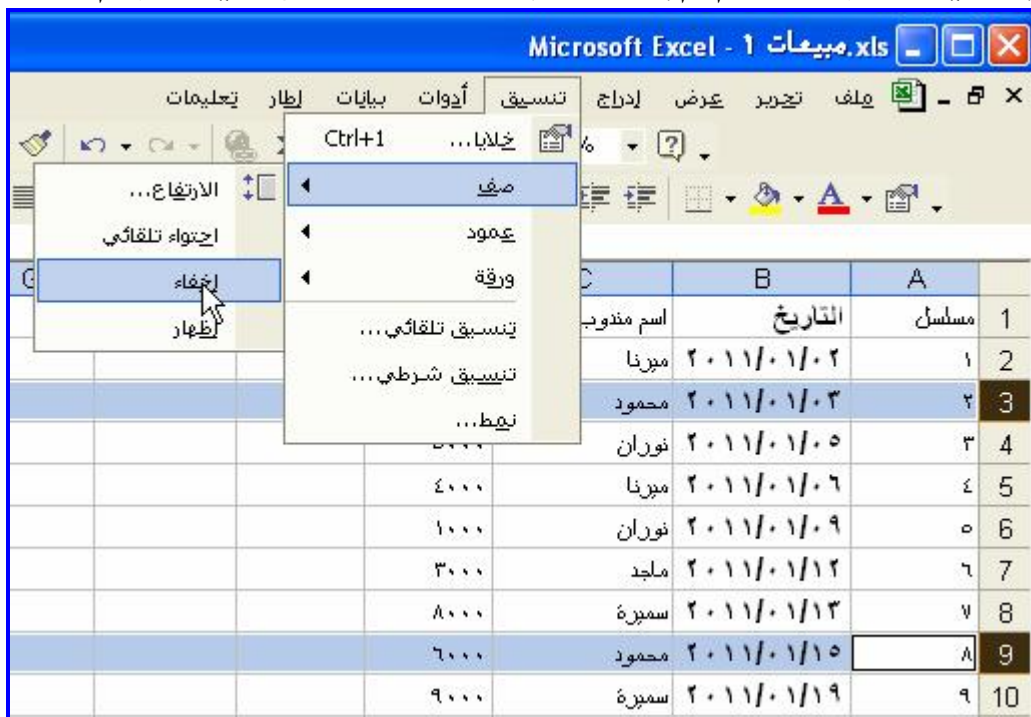 Microsoft Excel - مبيعات 1.xls
ملف تحرير عرض إدراج تنسيق أدوات بيانات إطار تعليمات
خلايا... Ctrl+1
صف
عمود
ورقة
تنسيق تلقائي...
تنسيق شرطي...
نمط...
الارتفاع...
احتواء تلقائي
إخفاء
إظهار
A B C G
1 مسلسل التاريخ اسم مندوب
2 ١ ٢٠١١/٠١/٠٢ ميرنا
3 ٢ ٢٠١١/٠١/٠٣ محمود
4 ٣ ٢٠١١/٠١/٠٥ نوران
5 ٤ ٢٠١١/٠١/٠٦ ميرنا ٤٠٠٠
6 ٥ ٢٠١١/٠١/٠٩ نوران ١٠٠٠
7 ٦ ٢٠١١/٠١/١٢ ماجد ٣٠٠٠
8 ٧ ٢٠١١/٠١/١٣ سميرة ٨٠٠٠
9 ٨ ٢٠١١/٠١/١٥ محمود ٦٠٠٠
10 ٩ ٢٠١١/٠١/١٩ سميرة ٩٠٠٠